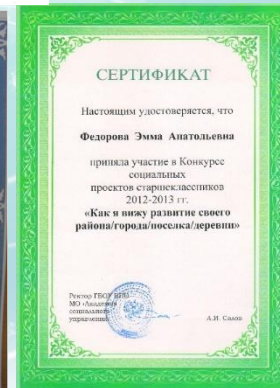 СЕРТИФИКАТ
Настоящим удостоверяется, что
Федорова Эмма Анатольевна
приняла участие в Конкурсе
социальных
проектов старшеклассников
2012-2013 гг.
«Как я вижу развитие своего
района/города/поселка/деревни»
Ректор ГБОУ ВПО
МО «Академия
социального
управления»
А.И. Салов